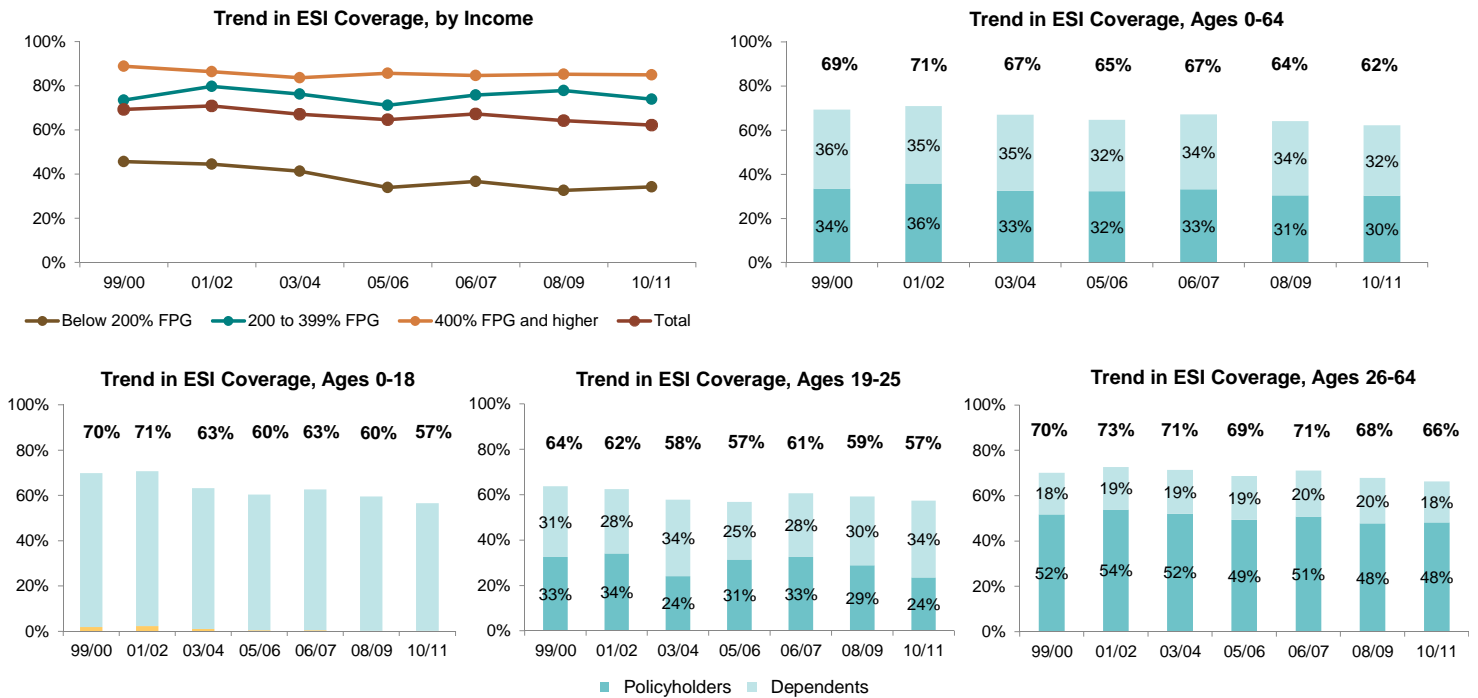 Trend in ESI Coverage, by Income
100%
80%
60%
40%
20%
0%
99/00 01/02 03/04 05/06 06/07 08/09 10/11
Below 200% FPG 200 to 399% FPG 400% FPG and higher Total
Trend in ESI Coverage, Ages 0-64
100%
80%
60%
40%
20%
0%
69% 71% 67% 65% 67% 64% 62%
36% 35% 35% 32% 34% 34% 32%
34% 36% 33% 32% 33% 31% 30%
99/00 01/02 03/04 05/06 06/07 08/09 10/11
Trend in ESI Coverage, Ages 0-18
100%
80%
60%
40%
20%
0%
70% 71% 63% 60% 63% 60% 57%
99/00 01/02 03/04 05/06 06/07 08/09 10/11
Trend in ESI Coverage, Ages 19-25
100%
80%
60%
40%
20%
0%
64% 62% 58% 57% 61% 59% 57%
31% 28% 34% 25% 28% 30% 34%
33% 34% 24% 31% 33% 29% 24%
99/00 01/02 03/04 05/06 06/07 08/09 10/11
Trend in ESI Coverage, Ages 26-64
100%
80%
60%
40%
20%
0%
70% 73% 71% 69% 71% 68% 66%
18% 19% 19% 19% 20% 20% 18%
52% 54% 52% 49% 51% 48% 48%
99/00 01/02 03/04 05/06 06/07 08/09 10/11
Policyholders Dependents